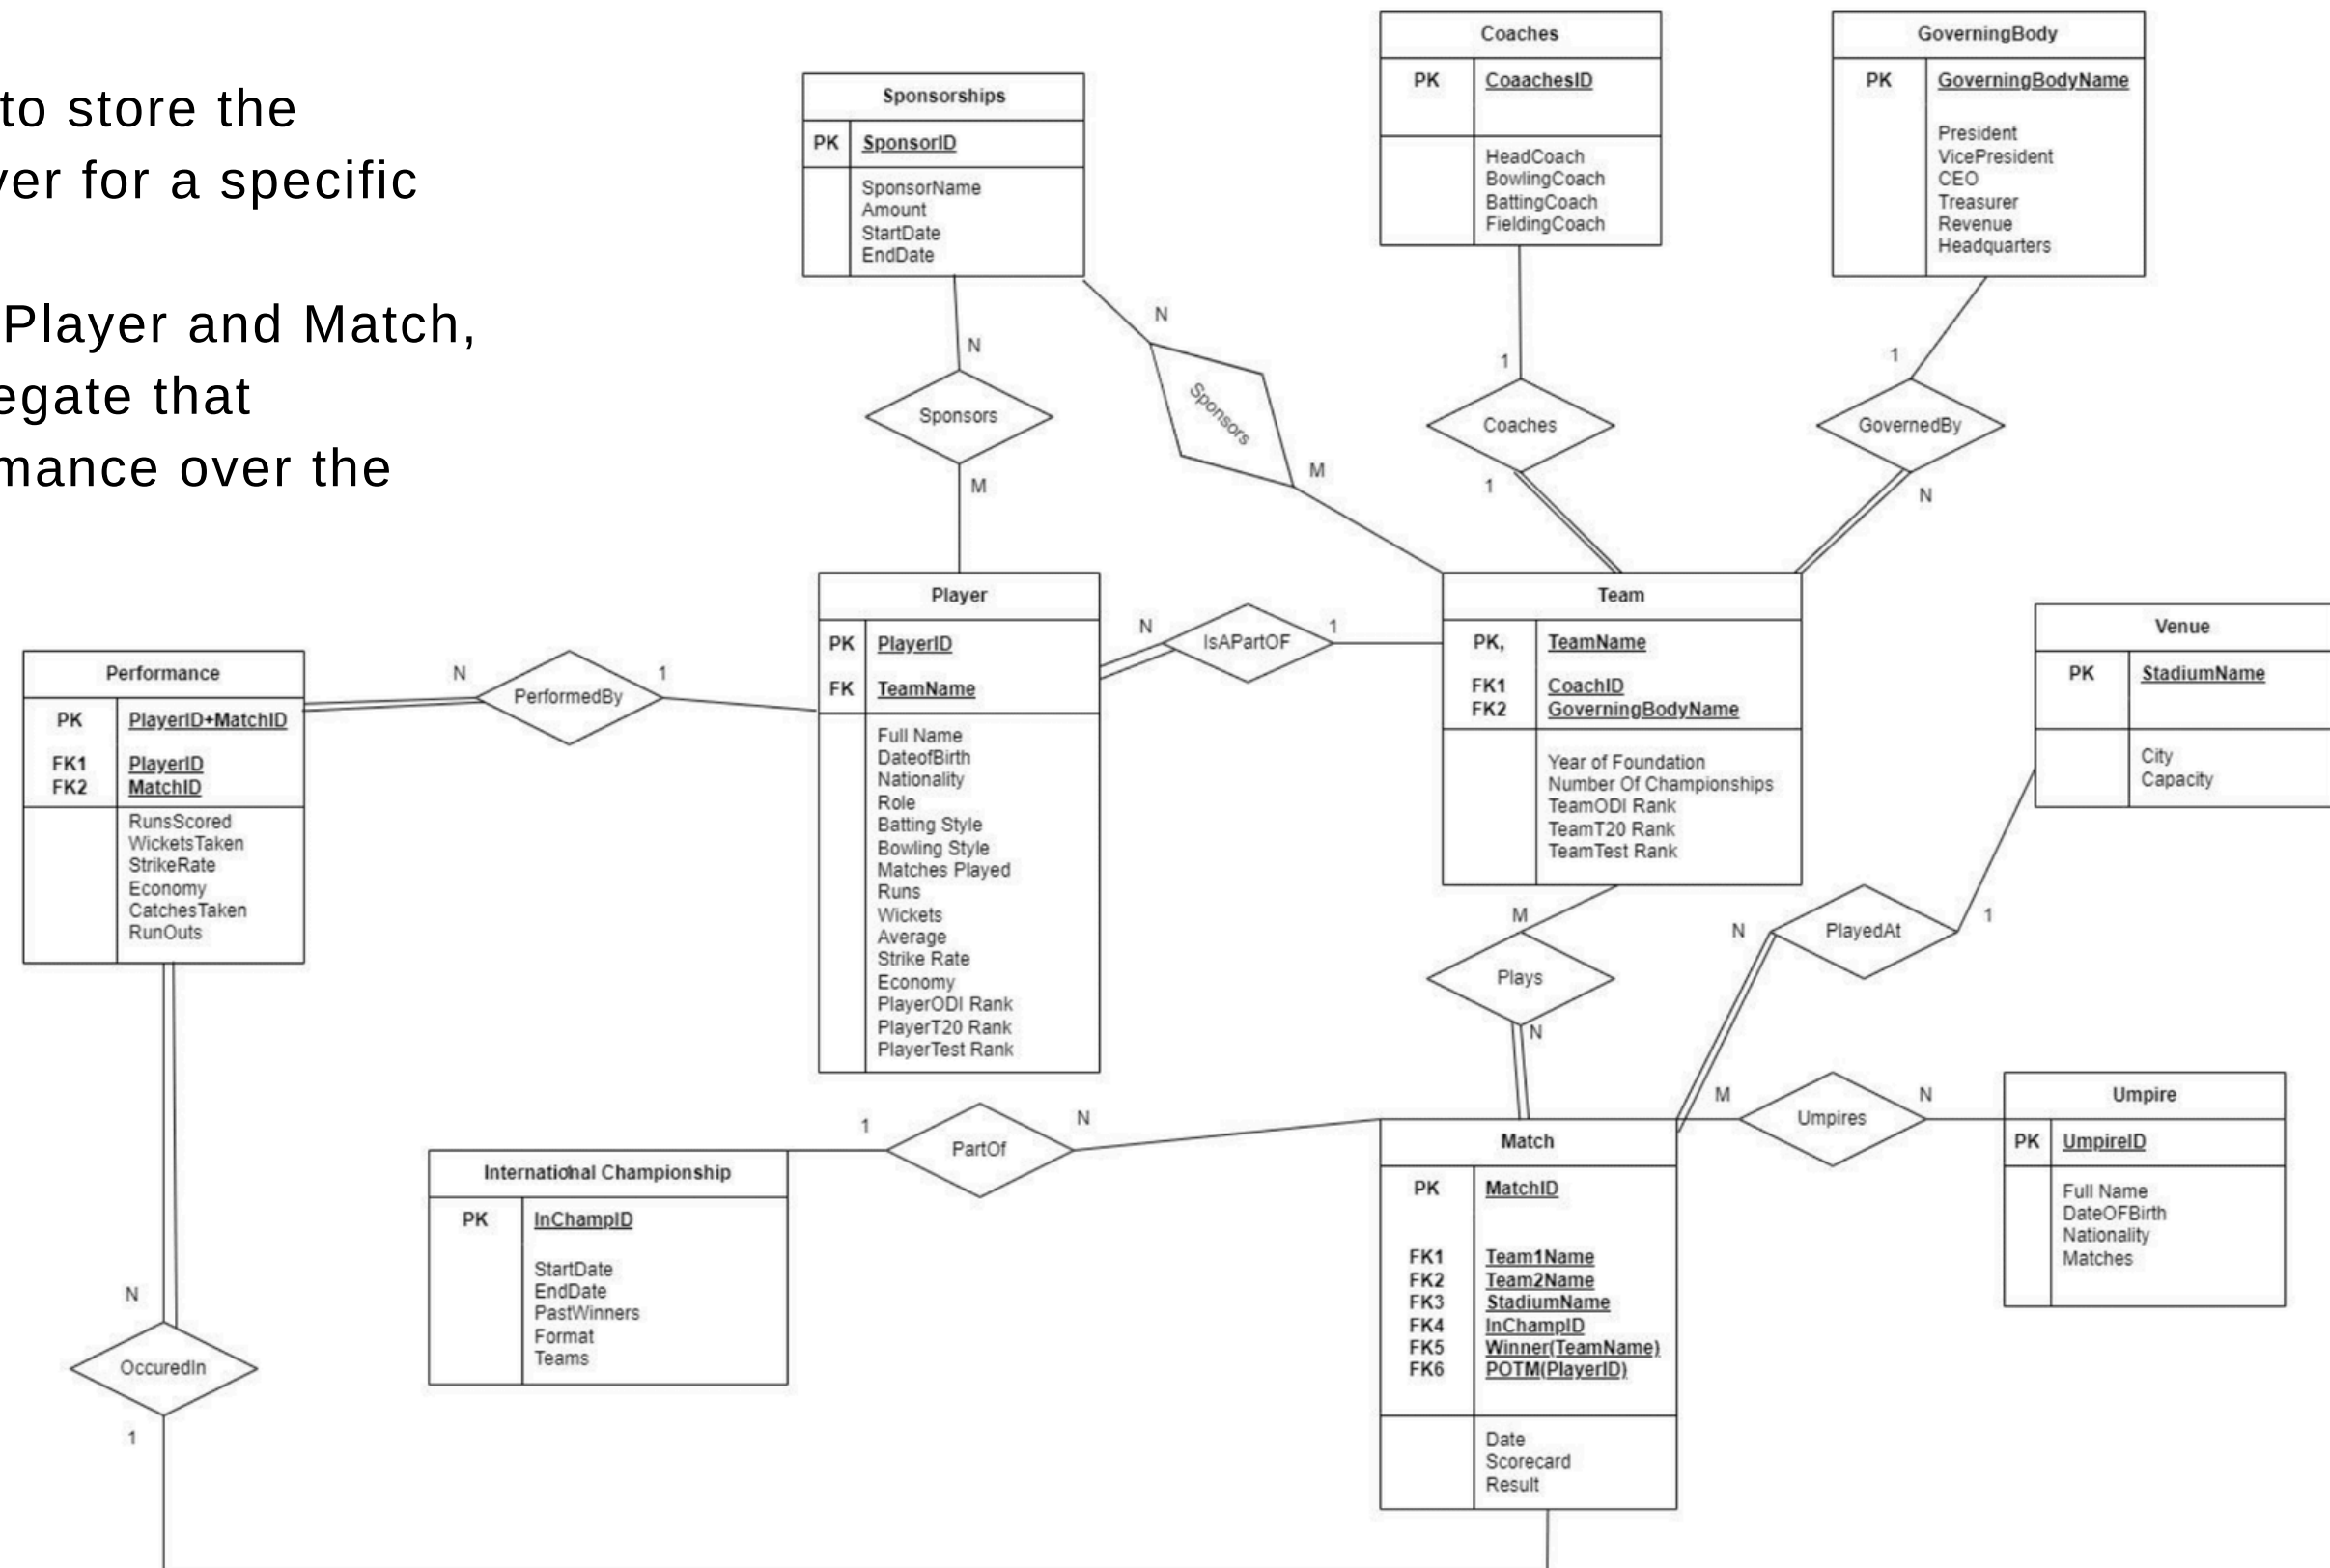 to store the
yer for a specific
Player and Match,
egate that
mance over the
Sponsorships
PK SponsorID
SponsorName
Amount
StartDate
EndDate
Coaches
PK CoaachesID
HeadCoach
BowlingCoach
BattingCoach
FieldingCoach
GoverningBody
PK GoverningBodyName
President
VicePresident
CEO
Treasurer
Revenue
Headquarters
N
Sponsors
M
N
Sponsors
M
1
Coaches
1
1
GovernedBy
N
Performance
PK PlayerID+MatchID
FK1 PlayerID
FK2 MatchID
RunsScored
WicketsTaken
StrikeRate
Economy
CatchesTaken
RunOuts
N PerformedBy 1
Player
PK PlayerID
FK TeamName
Full Name
DateofBirth
Nationality
Role
Batting Style
Bowling Style
Matches Played
Runs
Wickets
Average
Strike Rate
Economy
PlayerODI Rank
PlayerT20 Rank
PlayerTest Rank
N IsAPartOF 1
Team
PK, TeamName
FK1 CoachID
FK2 GoverningBodyName
Year of Foundation
Number Of Championships
TeamODI Rank
TeamT20 Rank
TeamTest Rank
Venue
PK StadiumName
City
Capacity
M
Plays
N
N PlayedAt 1
M Umpires N
Umpire
PK UmpireID
Full Name
DateOFBirth
Nationality
Matches
International Championship
PK InChampID
StartDate
EndDate
PastWinners
Format
Teams
1 PartOf N
Match
PK MatchID
FK1 Team1Name
FK2 Team2Name
FK3 StadiumName
FK4 InChampID
FK5 Winner(TeamName)
FK6 POTM(PlayerID)
Date
Scorecard
Result
N
OccuredIn
1